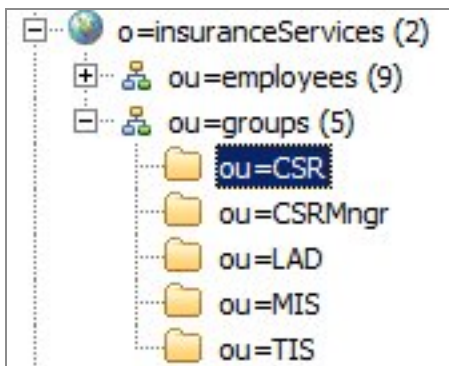 o=insuranceServices (2)
ou=employees (9)
ou=groups (5)
ou=CSR
ou=CSRMngr
ou=LAD
ou=MIS
ou=TIS